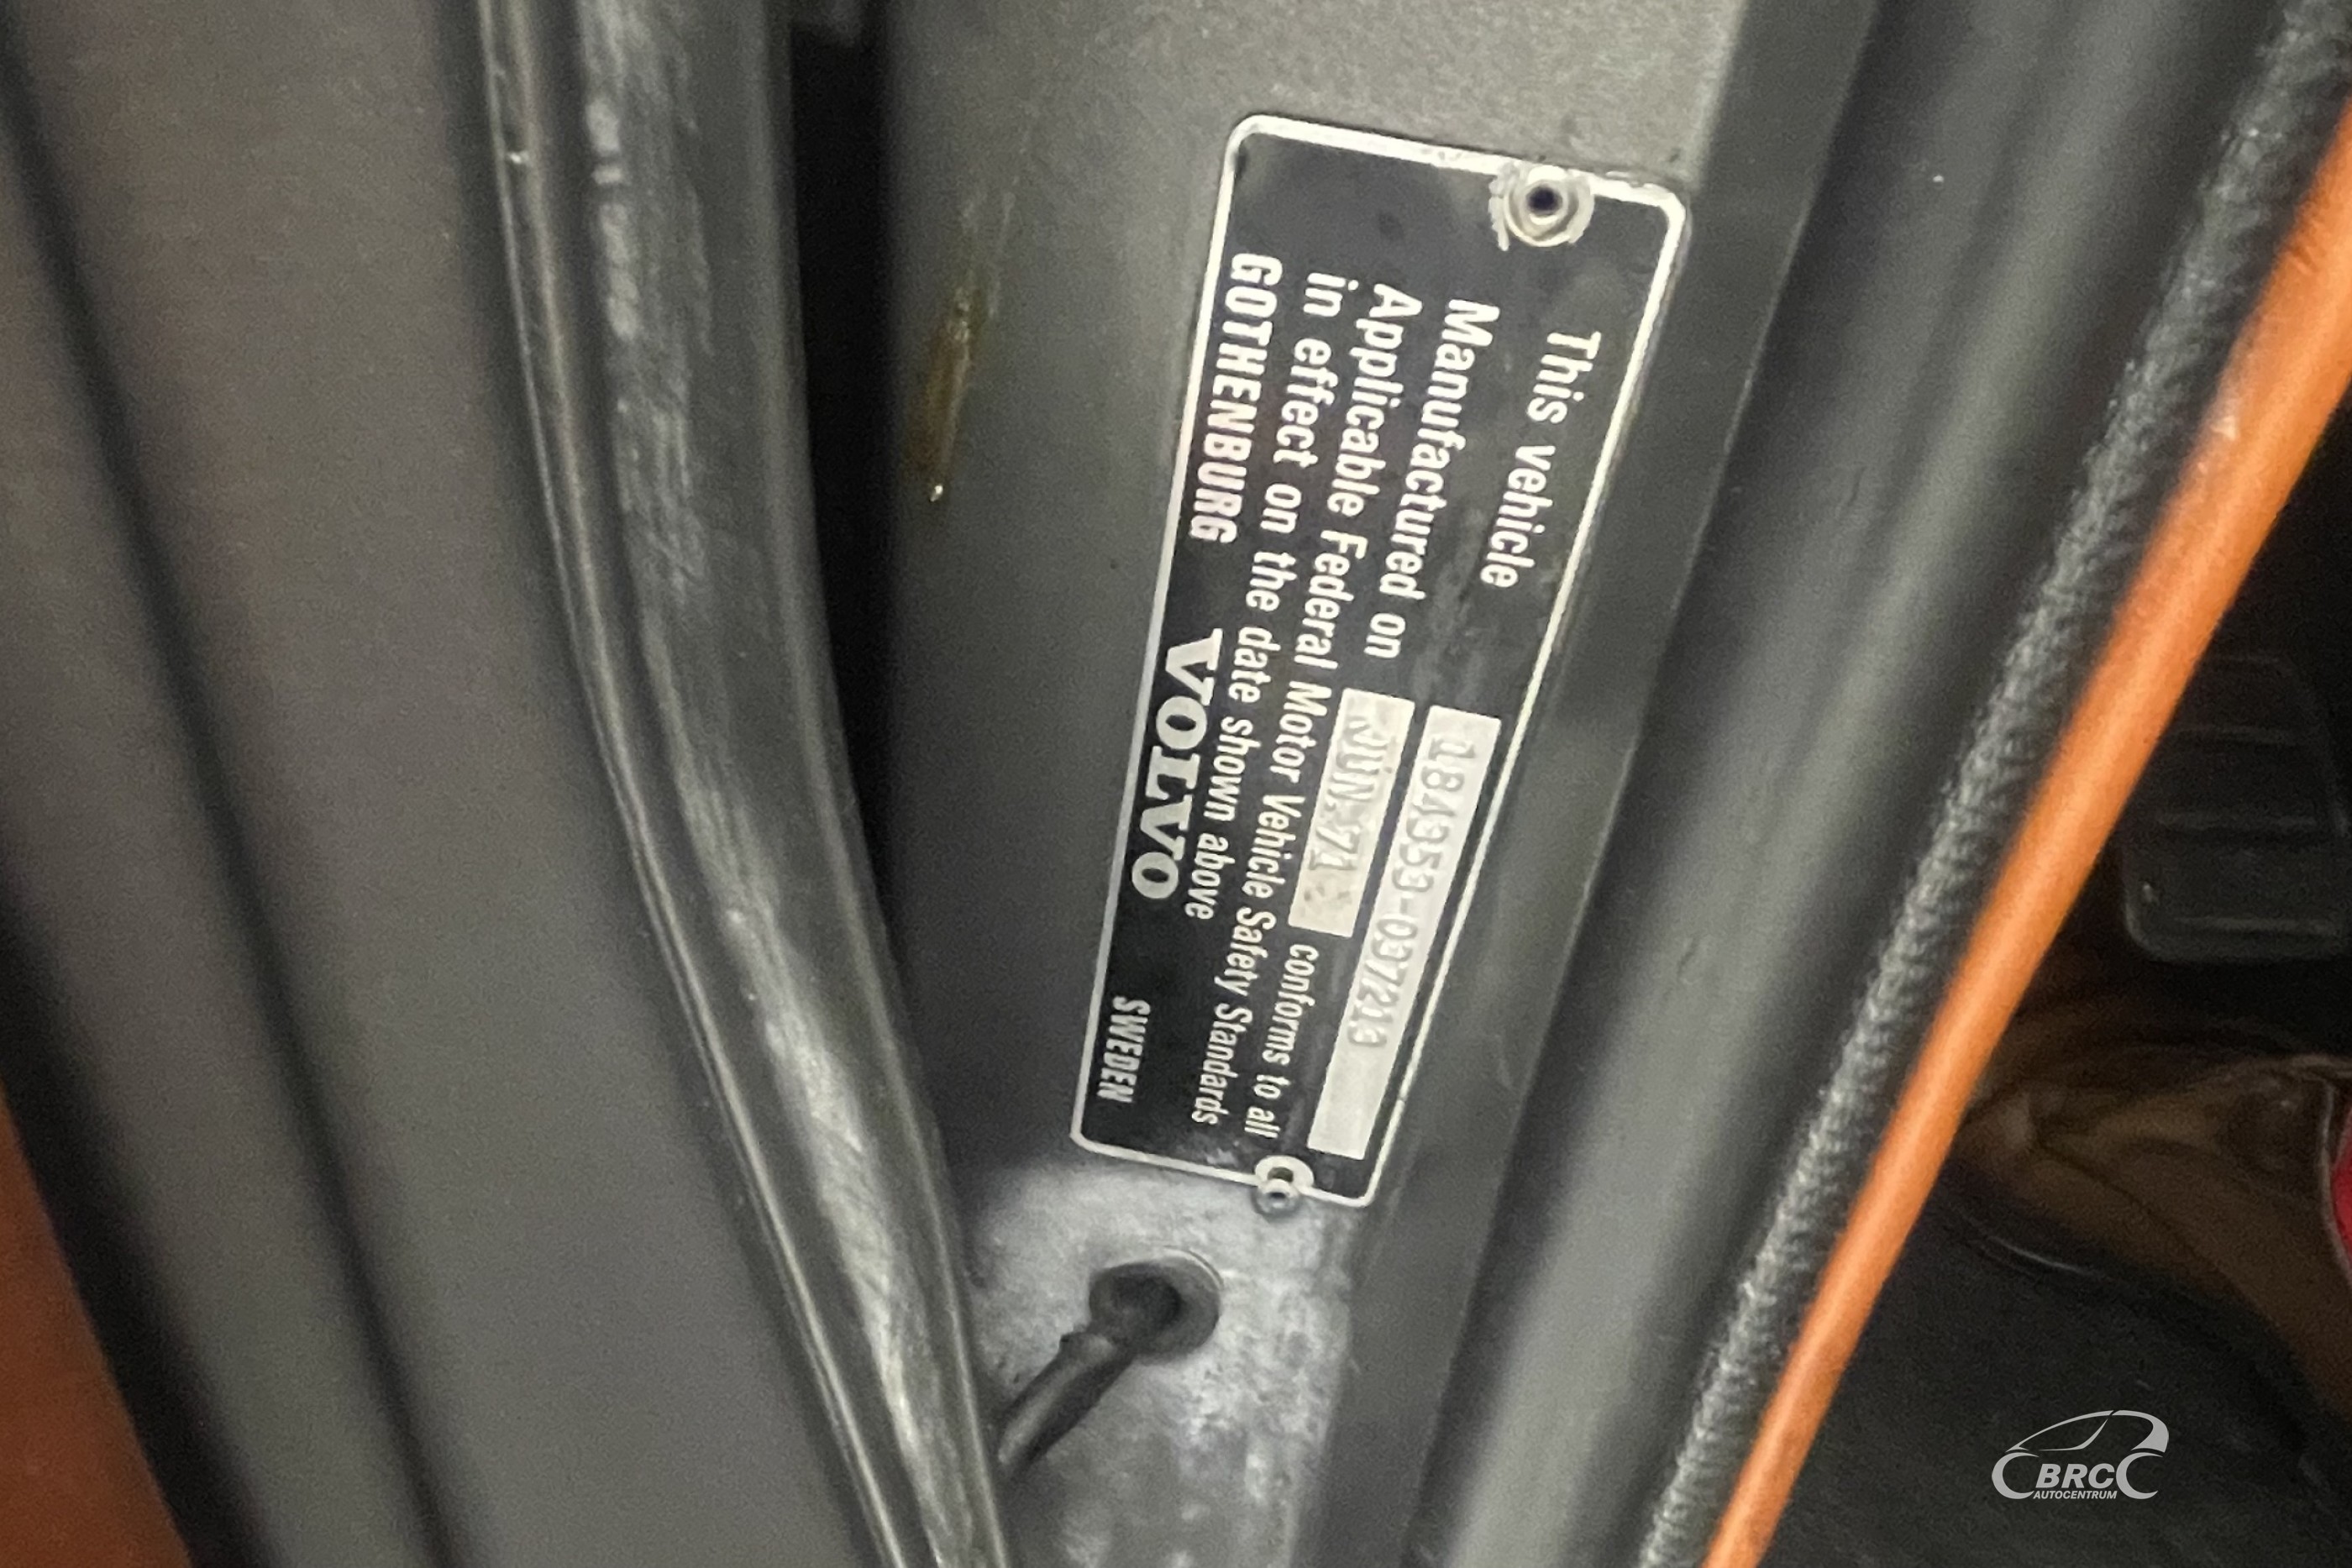 This vehicle 184353-037213
Manufactured on JUN.71 conforms to all
Applicable Federal Motor Vehicle Safety Standards
in effect on the date shown above
GOTHENBURG VOLVO SWEDEN
BRC
AUTOCENTRUM